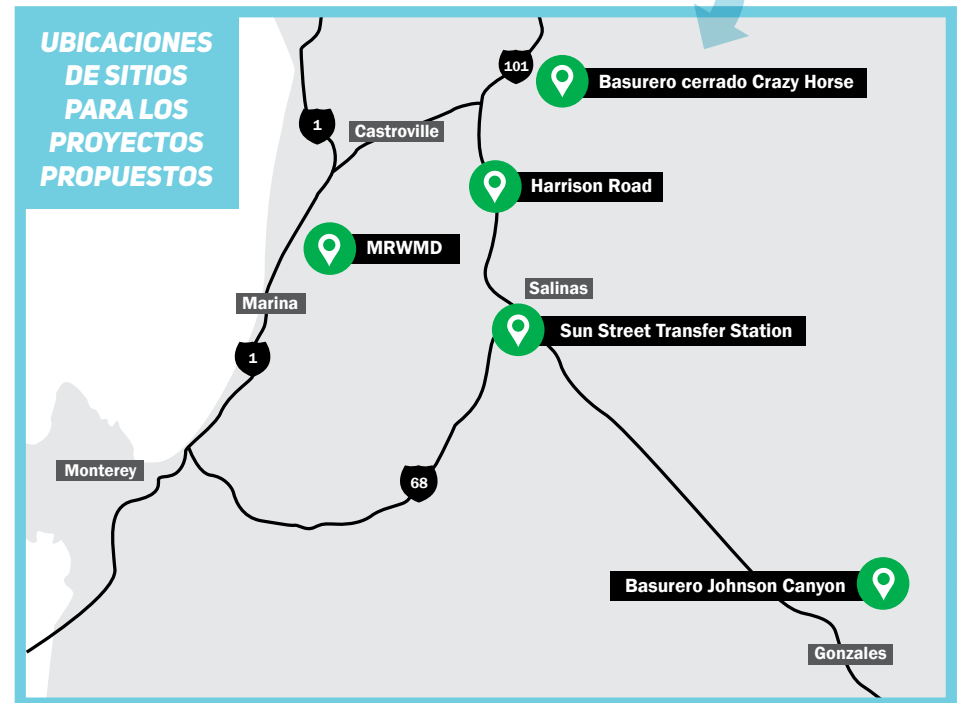 UBICACIONES
DE SITIOS
PARA LOS
PROYECTOS
PROPUESTOS
101
Basurero cerrado Crazy Horse
1
Castroville
Harrison Road
MRWMD
Salinas
Marina
Sun Street Transfer Station
1
Monterey
68
Basurero Johnson Canyon
Gonzales